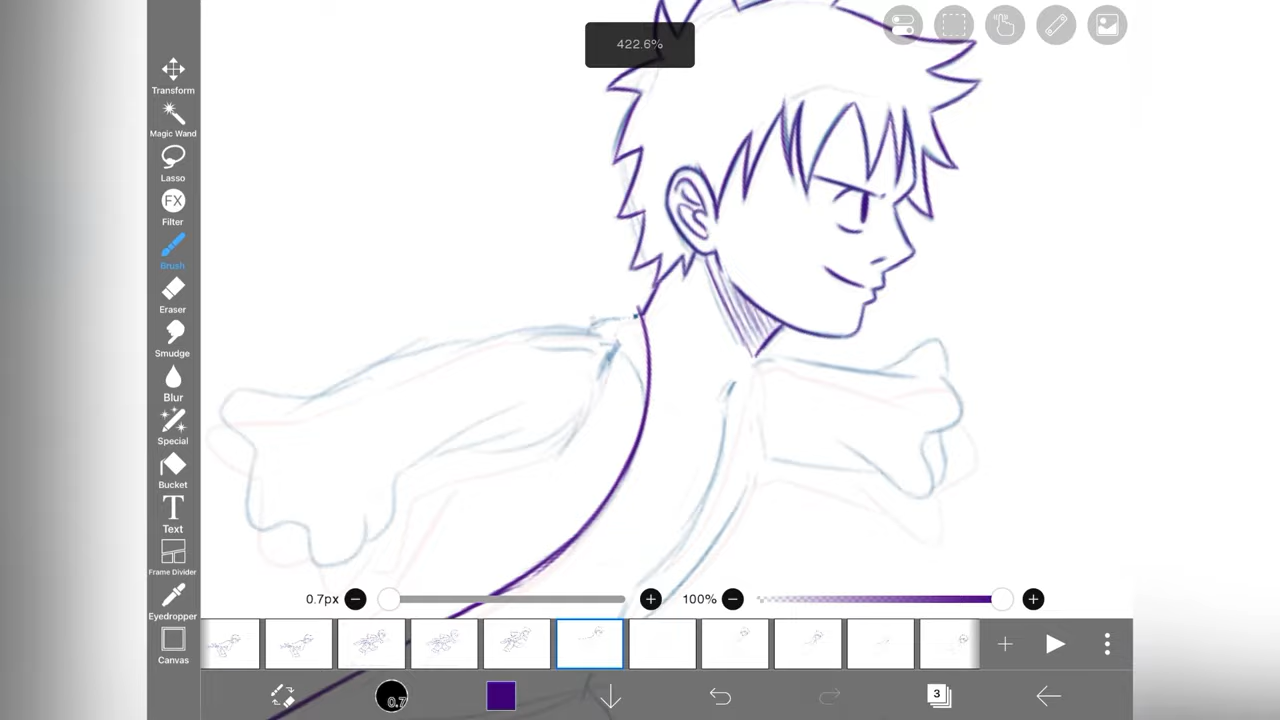 422.6%
Transform
Magic Wand
Lasso
FX
Filter
Brush
Eraser
Smudge
Blur
Special
Bucket
T
Text
Frame Divider
Eyedropper
Canvas
0.7px
100%
0.7
3